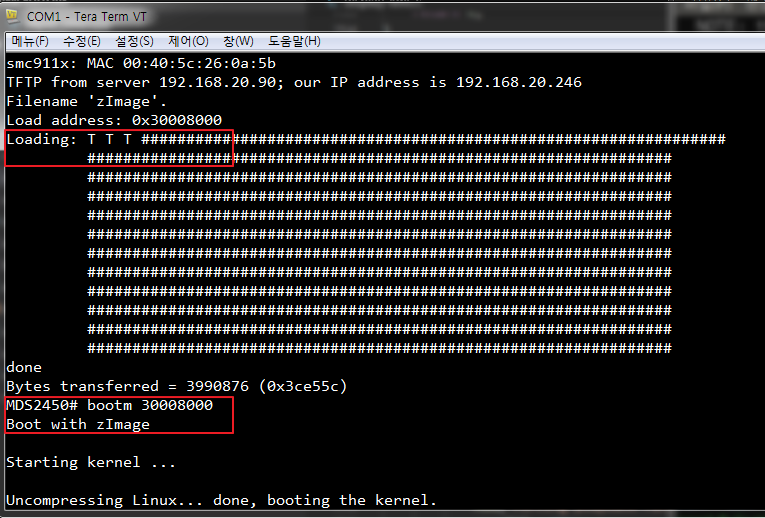 COM1 - Tera Term VT
메뉴(F) 수정(E) 설정(S) 제어(O) 창(W) 도움말(H)
smc911x: MAC 00:40:5c:26:0a:5b
TFTP from server 192.168.20.90; our IP address is 192.168.20.246
Filename 'zImage'.
Load address: 0x30008000
Loading: T T T #################################################################
#################################################################
#################################################################
#################################################################
#################################################################
#################################################################
#################################################################
#################################################################
#################################################################
#################################################################
#################################################################
#################################################################
done
Bytes transferred = 3990876 (0x3ce55c)
MDS2450# bootm 30008000
Boot with zImage
Starting kernel ...
Uncompressing Linux... done, booting the kernel.